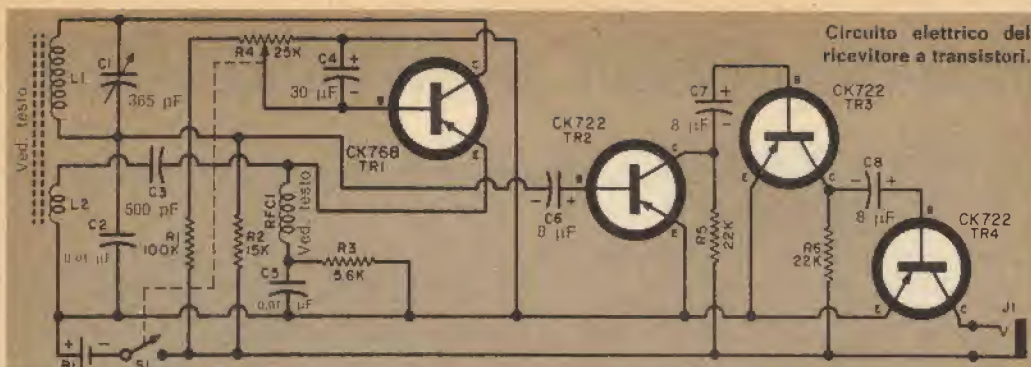 Circuito elettrico del
ricevitore a transistori.
Ved. testo
L1
C1
365 pF
R4 25K
C4
+
-
30 µF
B
C
E
CK768
TR1
L2
C3
500 pF
C2
0,01 µF
R1
100K
R2
15K
RFC1
Ved. testo
C5
0,01 µF
R3
5.6K
- +
C6
8 µF
CK722
TR2
B
C
E
C7
+
-
8 µF
R5
22K
CK722
TR3
B
E
C
C8
- +
8 µF
R6
22K
CK722
TR4
B
E
C
J1
+ -
B1
S1